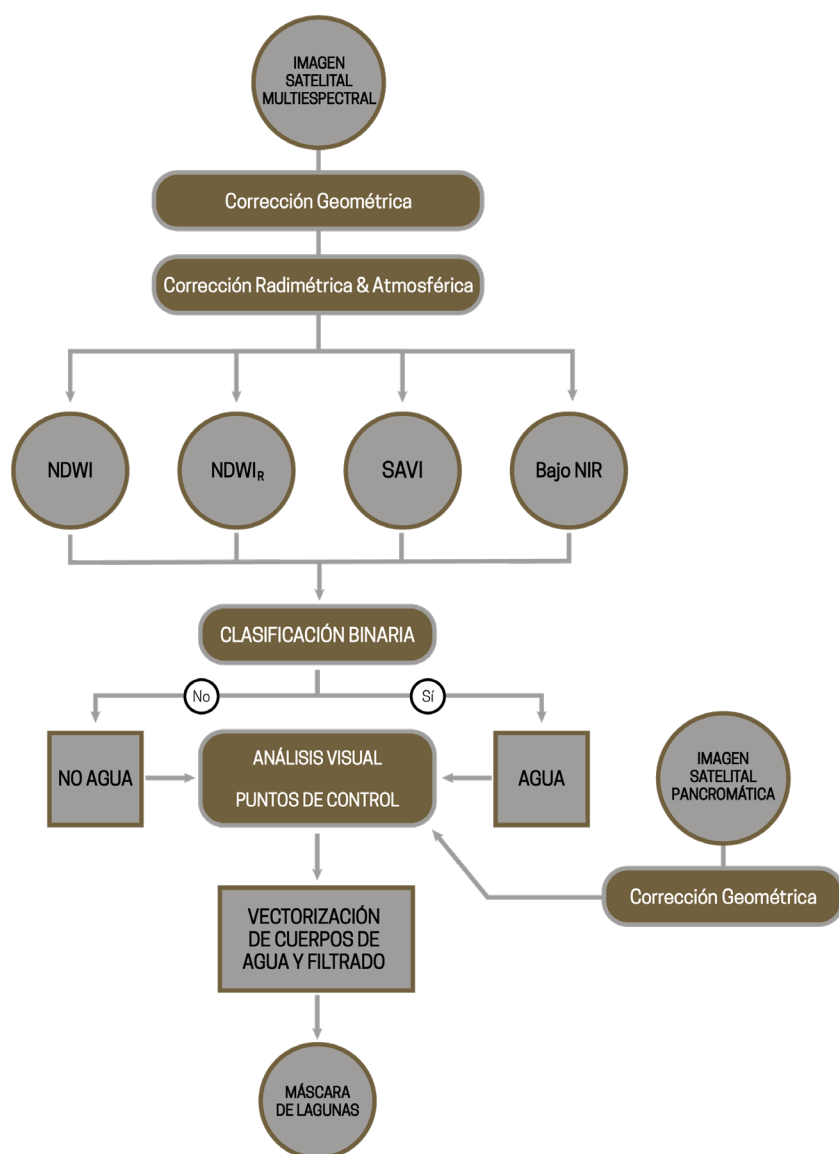 IMAGEN
SATELITAL
MULTIESPECTRAL
Corrección Geométrica
Corrección Radimétrica & Atmosférica
NDWI
NDWI_R
SAVI
Bajo NIR
CLASIFICACIÓN BINARIA
No
Sí
NO AGUA
ANÁLISIS VISUAL
PUNTOS DE CONTROL
AGUA
IMAGEN
SATELITAL
PANCROMÁTICA
Corrección Geométrica
VECTORIZACIÓN
DE CUERPOS DE
AGUA Y FILTRADO
MÁSCARA
DE LAGUNAS